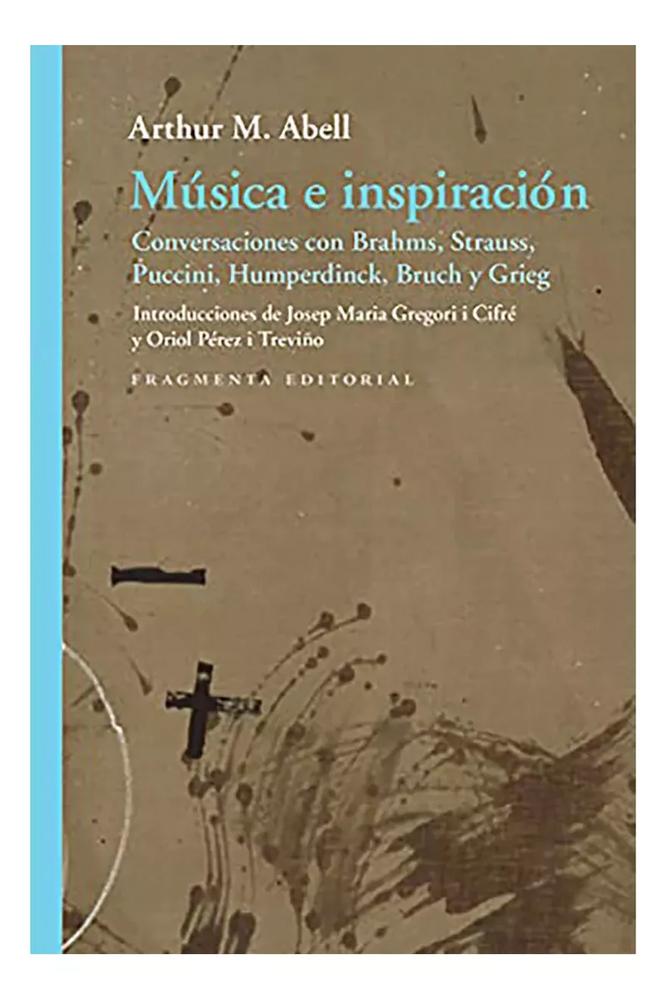 Arthur M. Abell
Música e inspiración
Conversaciones con Brahms, Strauss,
Puccini, Humperdinck, Bruch y Grieg
Introducciones de Josep Maria Gregori i Cifré
y Oriol Pérez i Treviño
FRAGMENTA EDITORIAL